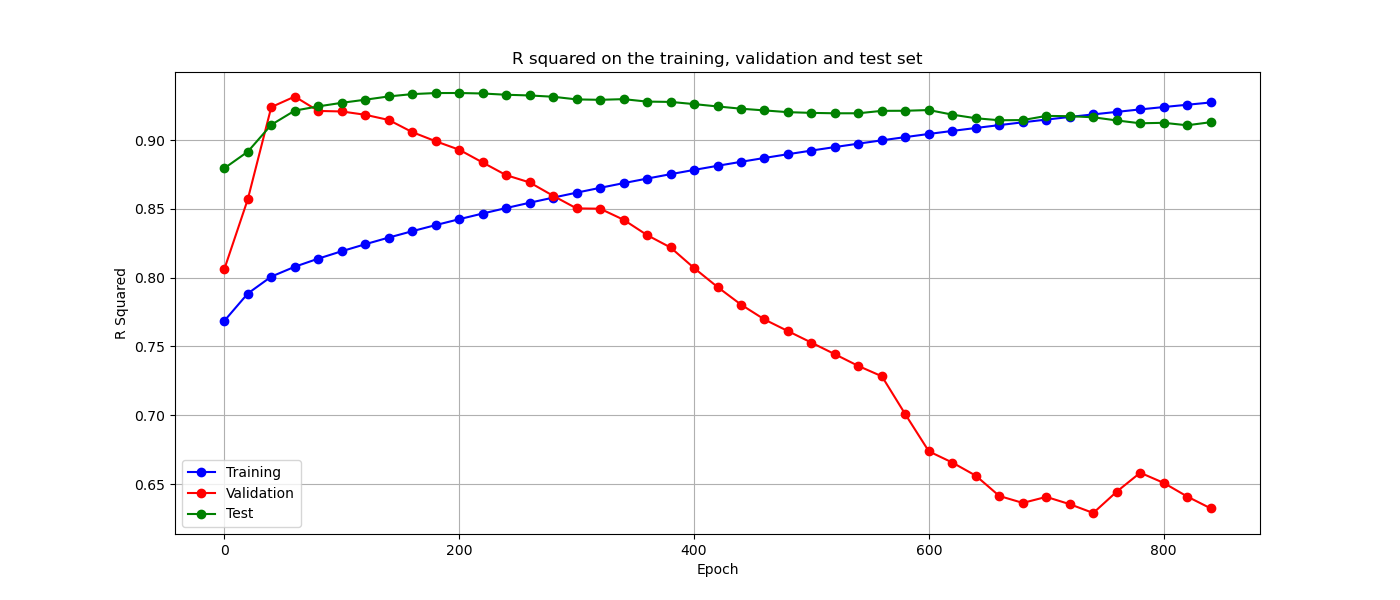 R squared on the training, validation and test set
R Squared
0.90
0.85
0.80
0.75
0.70
0.65
Training
Validation
Test
0 200 400 600 800
Epoch